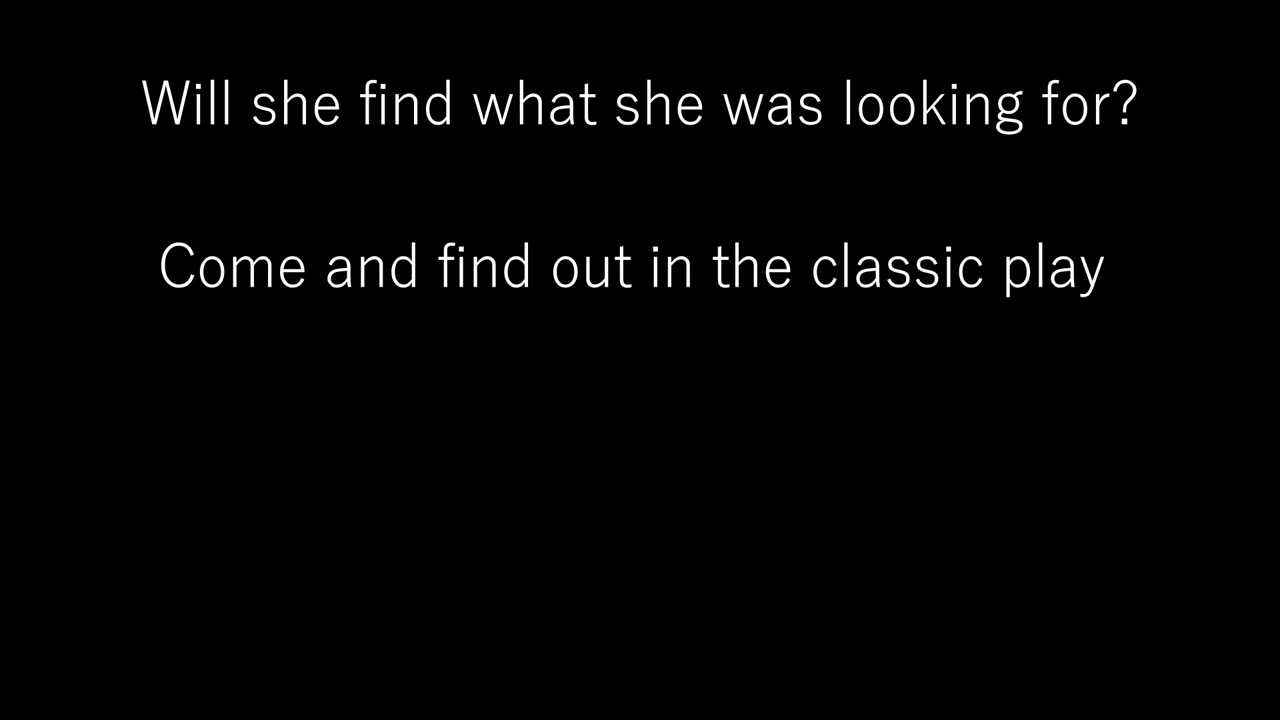 Will she find what she was looking for?
Come and find out in the classic play